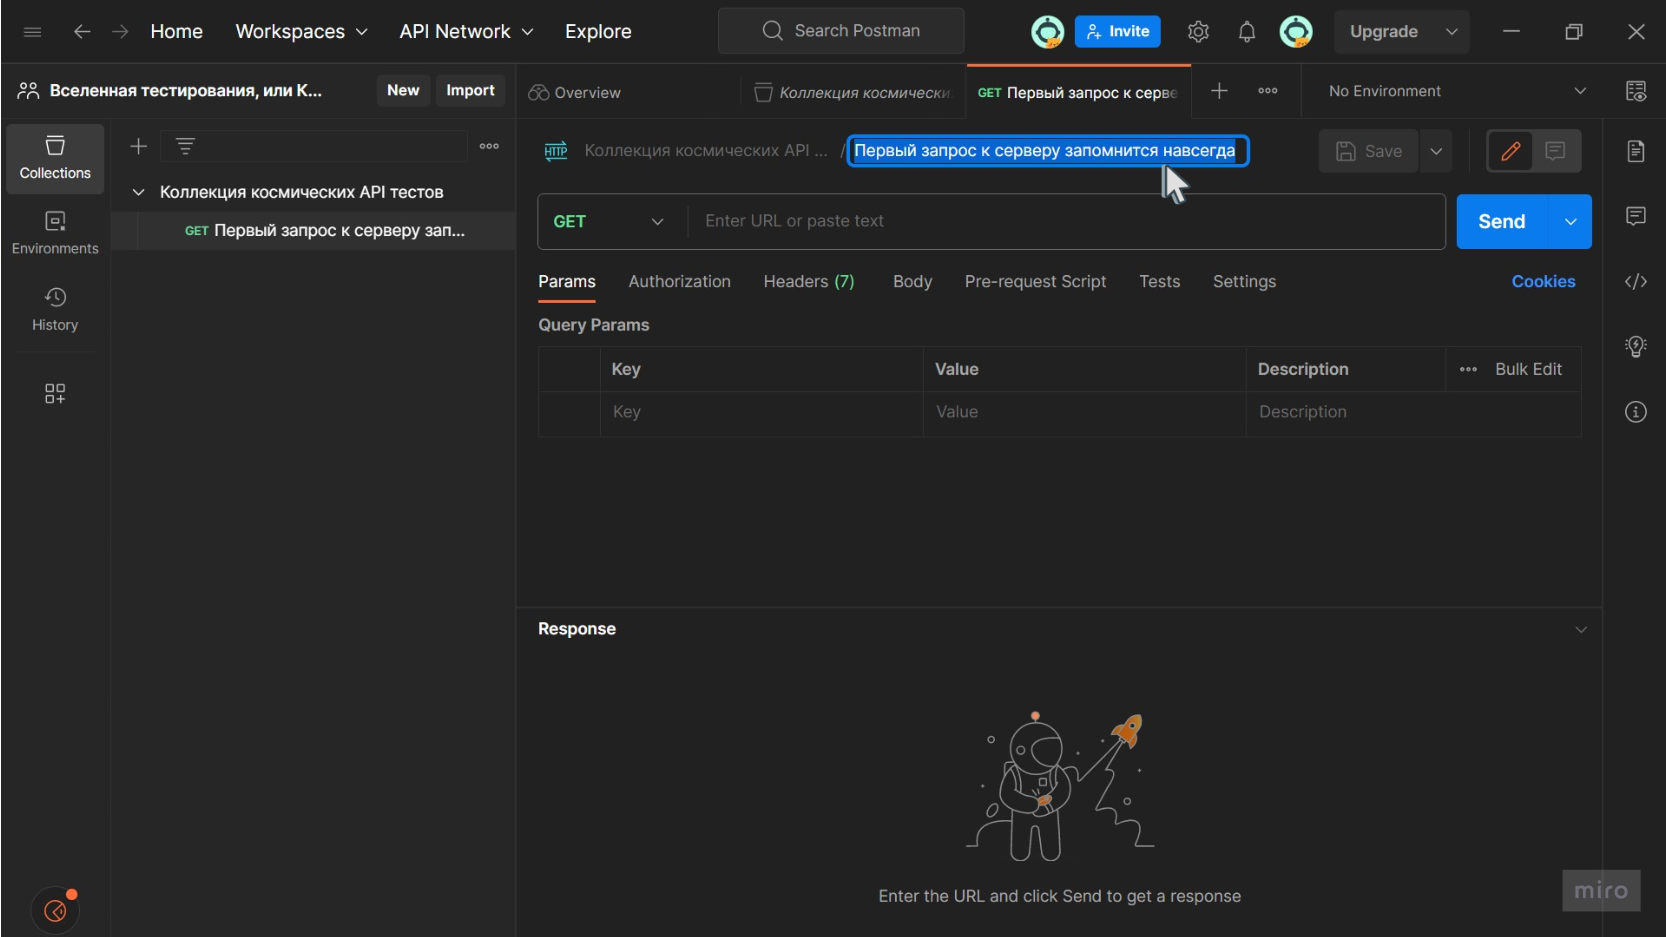 Home Workspaces API Network Explore Search Postman Invite Upgrade
Вселенная тестирования, или К... New Import Overview Коллекция космически GET Первый запрос к серве No Environment
HTTP Коллекция космических API ... / Первый запрос к серверу запомнится навсегда Save
Collections
Коллекция космических API тестов
GET Первый запрос к серверу зап...
GET Enter URL or paste text Send
Environments
Params Authorization Headers (7) Body Pre-request Script Tests Settings Cookies
History
Query Params
Key Value Description Bulk Edit
Key Value Description
Response
Enter the URL and click Send to get a response
miro